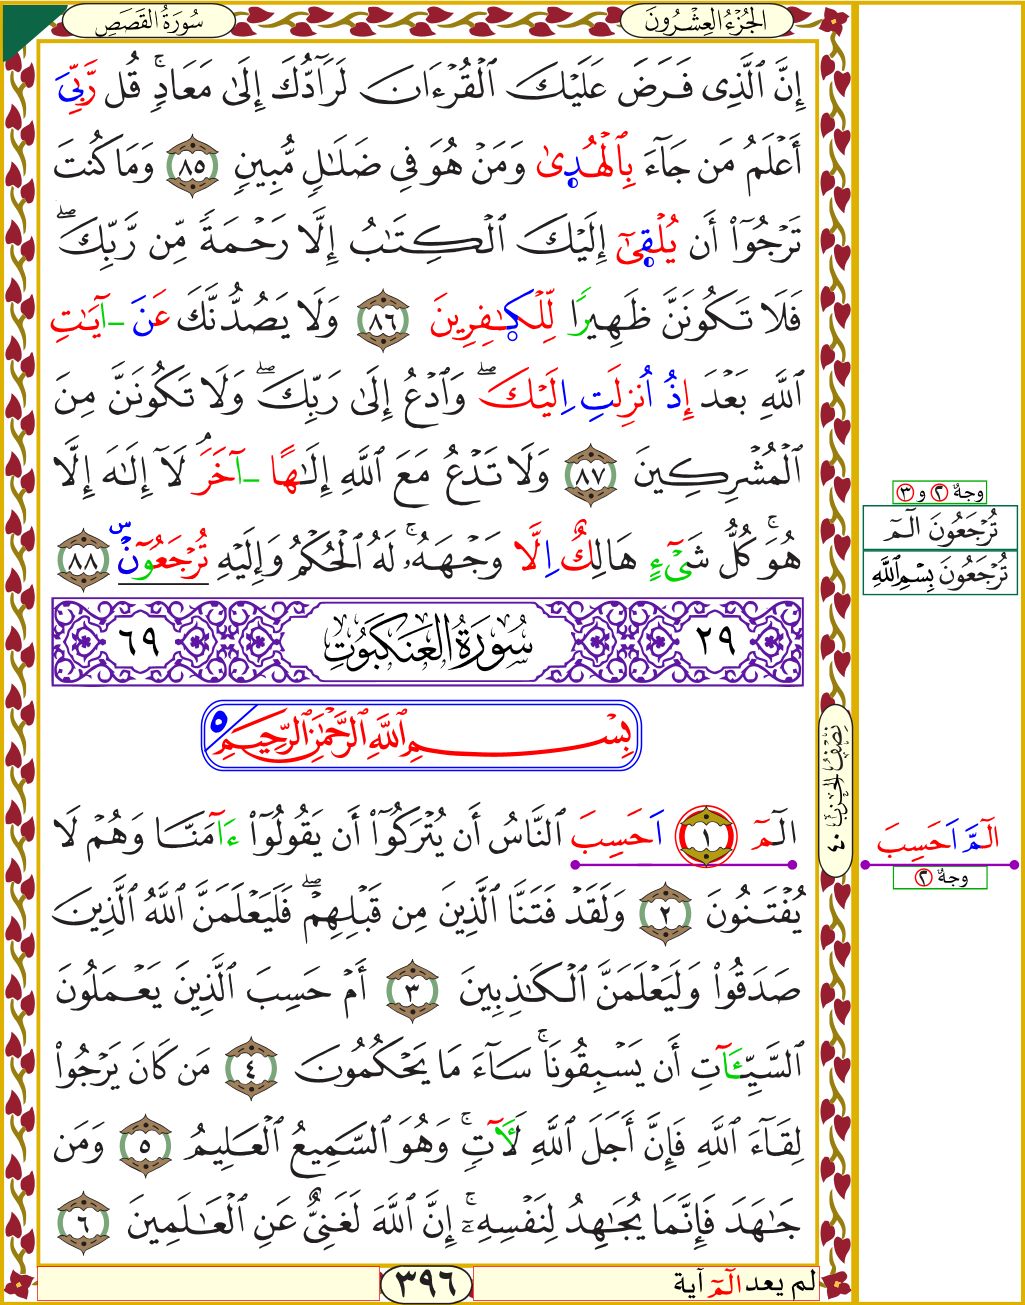 سُورَةُ القَصَصِ
الجُزْءُ العِشْرُونَ
إِنَّ ٱلَّذِى فَرَضَ عَلَيْكَ ٱلْقُرْءَانَ لَرَآدُّكَ إِلَىٰ مَعَادٍۚ قُل رَّبِّىَ
أَعْلَمُ مَن جَآءَ بِٱلْهُدِىٰ وَمَنْ هُوَ فِى ضَلَٰلٍ مُّبِينٍ ٨٥ وَمَا كُنتَ
تَرْجُوٓا۟ أَن يُلْقِىٰٓ إِلَيْكَ ٱلْكِتَٰبُ إِلَّا رَحْمَةً مِّن رَّبِّكَۖ
فَلَا تَكُونَنَّ ظَهِيرًا لِّلْكِٰفِرِينَ ٨٦ وَلَا يَصُدُّنَّكَ عَنَ ـآيَٰتِ
ٱللَّهِ بَعْدَ إِذُ ا۟نزِلَتِ اِلَيْكَۖ وَٱدْعُ إِلَىٰ رَبِّكَۖ وَلَا تَكُونَنَّ مِنَ
ٱلْمُشْرِكِينَ ٨٧ وَلَا تَدْعُ مَعَ ٱللَّهِ إِلَٰهًا ـآخَرَۘ لَآ إِلَٰهَ إِلَّا
هُوَۚ كُلُّ شَىْءٍ هَالِكٌ اِلَّا وَجْهَهُۥۚ لَهُ ٱلْحُكْمُ وَإِلَيْهِ تُرْجَعُونَ ٨٨
وجهٌ ٢ و ٣
تُرْجَعُونَ الٓمٓ
تُرْجَعُونَ بِسْمِ ٱللَّهِ
٢٩ سُورَةُ العَنكَبُوتِ ٦٩
بِسْمِ ٱللَّهِ ٱلرَّحْمَٰنِ ٱلرَّحِيمِ ٥
الٓمٓ ١ اَحَسِبَ ٱلنَّاسُ أَن يُتْرَكُوٓا۟ أَن يَقُولُوٓا۟ ءَامَنَّا وَهُمْ لَا
الٓمَّ اَحَسِبَ
وجهٌ ٢
نِصْفُ الحِزْبِ ٤٠
يُفْتَنُونَ ٢ وَلَقَدْ فَتَنَّا ٱلَّذِينَ مِن قَبْلِهِمْۖ فَلَيَعْلَمَنَّ ٱللَّهُ ٱلَّذِينَ
صَدَقُوا۟ وَلَيَعْلَمَنَّ ٱلْكَٰذِبِينَ ٣ أَمْ حَسِبَ ٱلَّذِينَ يَعْمَلُونَ
ٱلسَّيِّـَٔاتِ أَن يَسْبِقُونَاۚ سَآءَ مَا يَحْكُمُونَ ٤ مَن كَانَ يَرْجُوا۟
لِقَآءَ ٱللَّهِ فَإِنَّ أَجَلَ ٱللَّهِ لَـَٔاتٍۚ وَهُوَ ٱلسَّمِيعُ ٱلْعَلِيمُ ٥ وَمَن
جَٰهَدَ فَإِنَّمَا يُجَٰهِدُ لِنَفْسِهِۦٓۚ إِنَّ ٱللَّهَ لَغَنِىٌّ عَنِ ٱلْعَٰلَمِينَ ٦
لم يعد الٓمٓ آية
٣٩٦